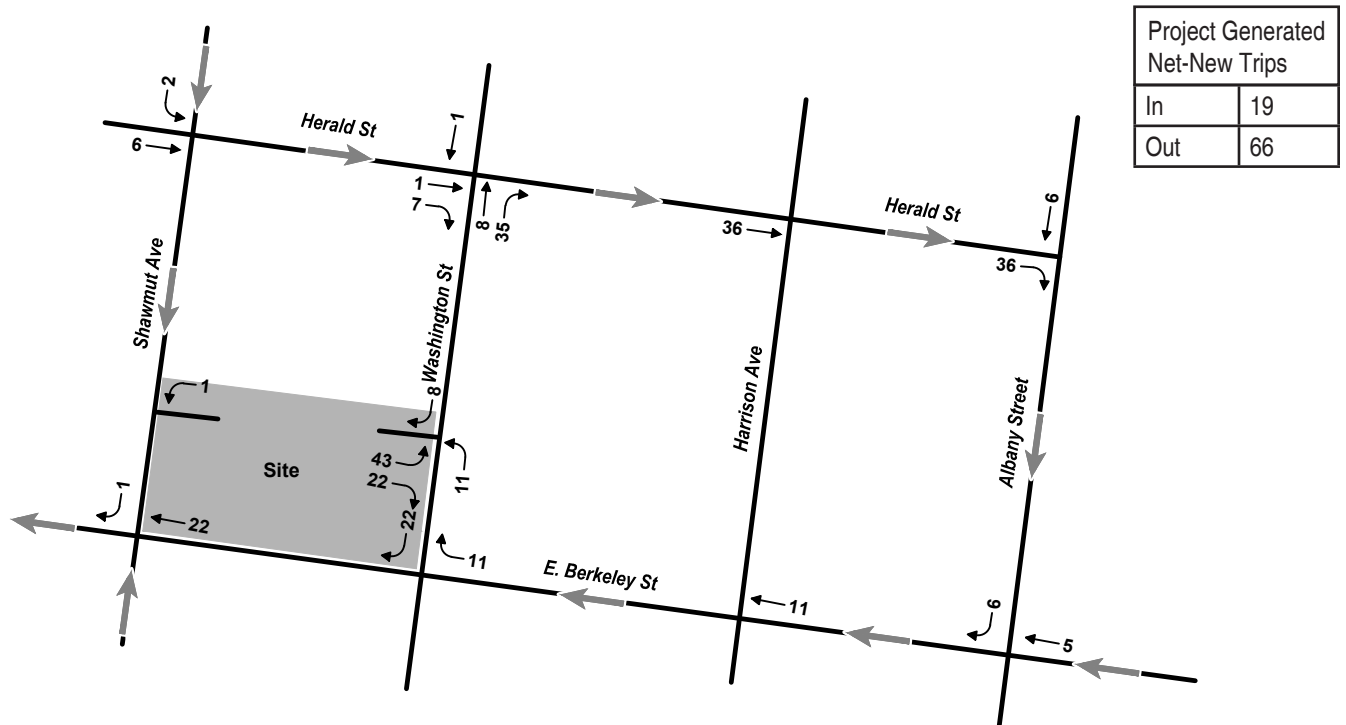 Project Generated
Net-New Trips
In 19
Out 66
2
Herald St
6
1
1
7
8
35
Herald St
36
6
36
Shawmut Ave
Washington St
Harrison Ave
Albany Street
1
8
43
Site
22
11
22
1
22
11
E. Berkeley St
11
6
5